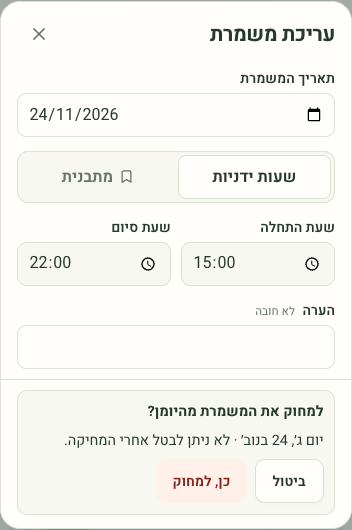 עריכת משמרת
תאריך המשמרת
24/11/2026
שעות ידניות מתבנית
שעת התחלה שעת סיום
15:00 22:00
הערה לא חובה
למחוק את המשמרת מהיומן?
יום ג׳, 24 בנוב׳ · לא ניתן לבטל אחרי המחיקה.
ביטול כן, למחוק